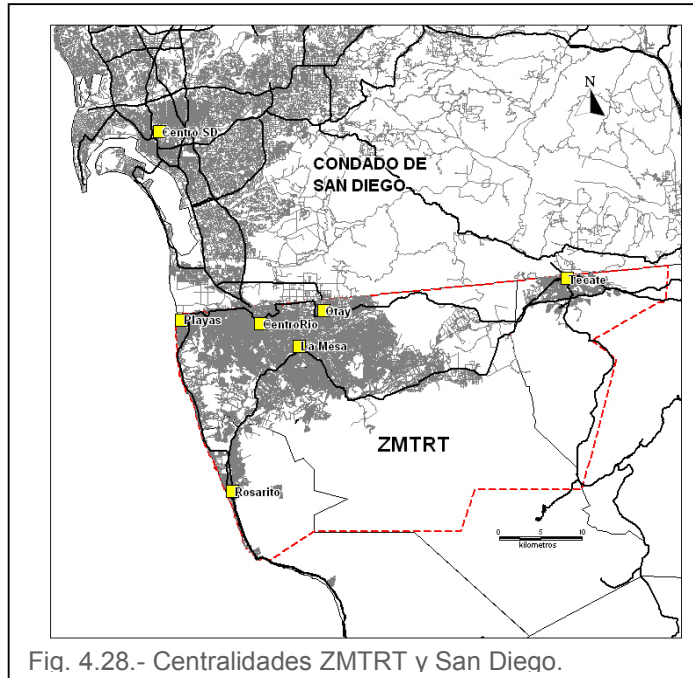 N
Centro SD
CONDADO DE
SAN DIEGO
Tecate
Otay
Playas
CentroRio
La Mesa
ZMTRT
Rosarito
0 5 10
kilometros
Fig. 4.28.- Centralidades ZMTRT y San Diego.